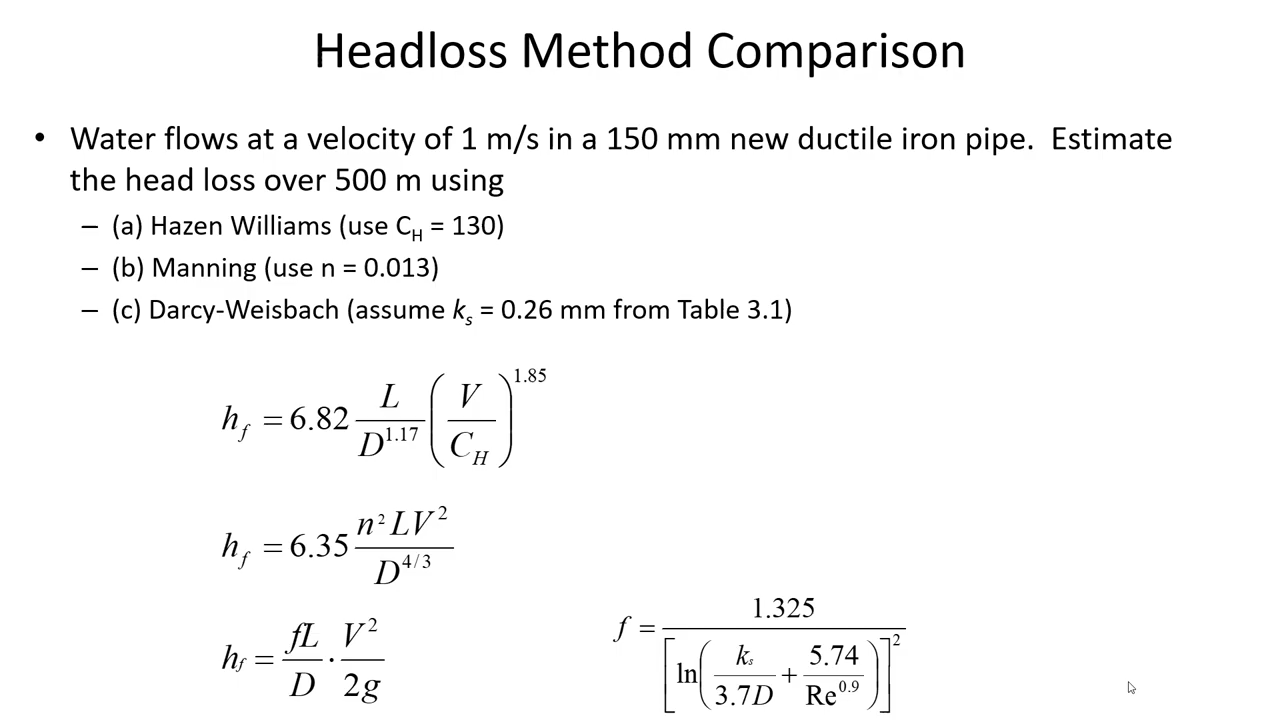 Headloss Method Comparison
• Water flows at a velocity of 1 m/s in a 150 mm new ductile iron pipe.  Estimate
the head loss over 500 m using
– (a) Hazen Williams (use C_H = 130)
– (b) Manning (use n = 0.013)
– (c) Darcy-Weisbach (assume k_s = 0.26 mm from Table 3.1)
h_f = 6.82 L/D^1.17 (V/C_H)^1.85
h_f = 6.35 n²LV²/D^4/3
h_f = fL/D · V²/2g
f = 1.325/[ln(k_s/3.7D + 5.74/Re^0.9)]²